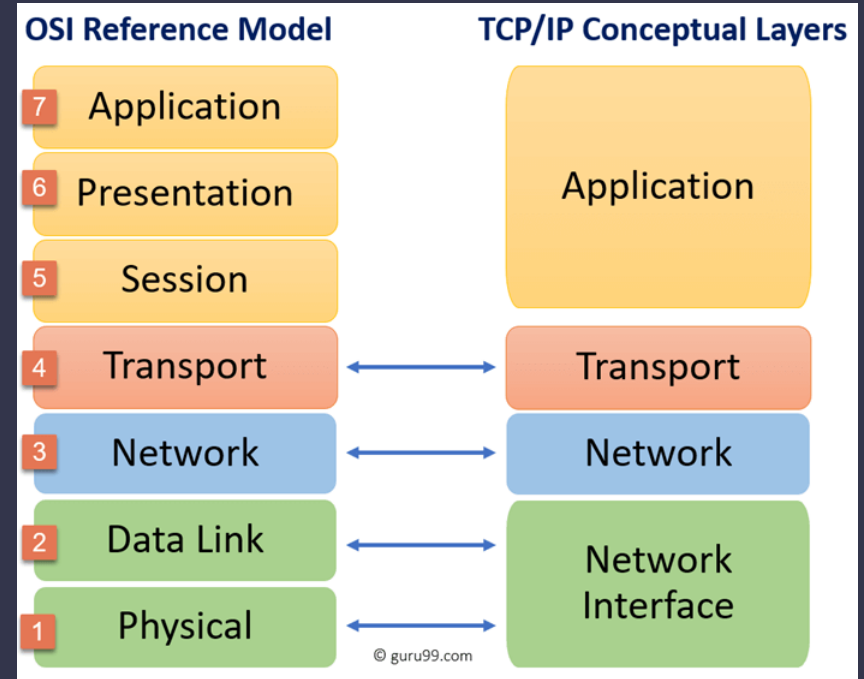 OSI Reference Model
TCP/IP Conceptual Layers
7
Application
6
Presentation
5
Session
4
Transport
3
Network
2
Data Link
1
Physical
Application
Transport
Network
Network
Interface
© guru99.com